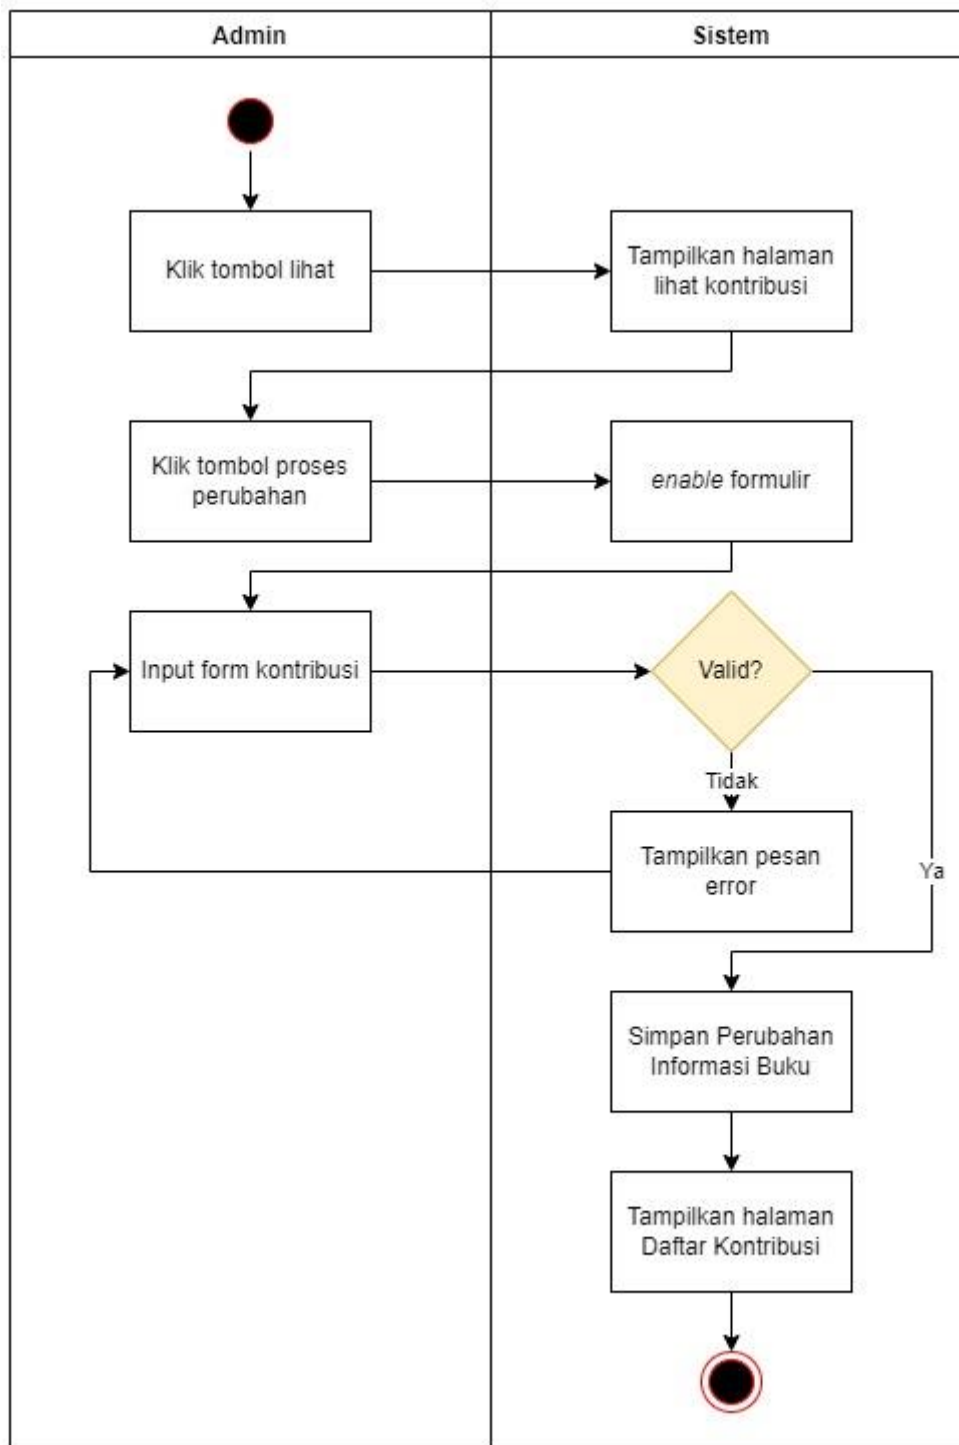 Admin
Sistem
Klik tombol lihat
Tampilkan halaman
lihat kontribusi
Klik tombol proses
perubahan
enable formulir
Input form kontribusi
Valid?
Tidak
Tampilkan pesan
error
Ya
Simpan Perubahan
Informasi Buku
Tampilkan halaman
Daftar Kontribusi